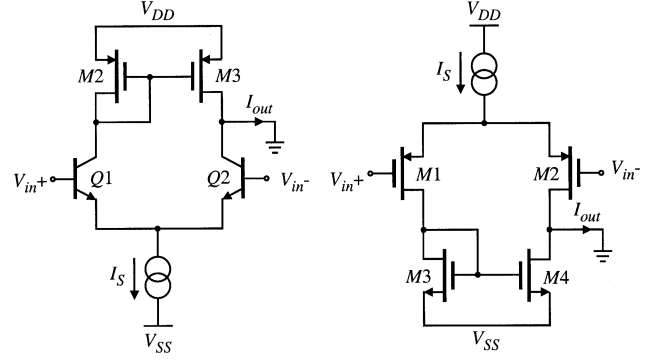 V_DD
M2
M3
I_out
V_in+
Q1
Q2
V_in-
I_S
V_SS
V_DD
I_S
V_in+
M1
M2
V_in-
I_out
M3
M4
V_SS